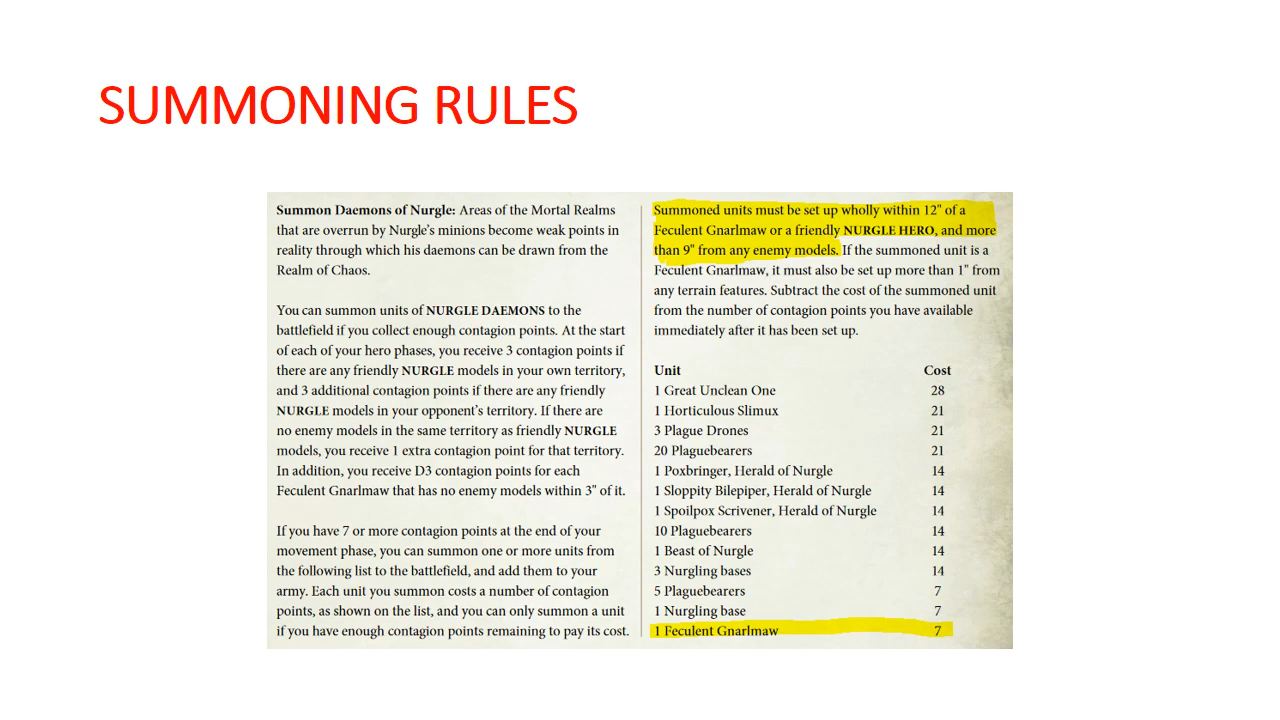 SUMMONING RULES
Summon Daemons of Nurgle: Areas of the Mortal Realms
that are overrun by Nurgle’s minions become weak points in
reality through which his daemons can be drawn from the
Realm of Chaos.
You can summon units of NURGLE DAEMONS to the
battlefield if you collect enough contagion points. At the start
of each of your hero phases, you receive 3 contagion points if
there are any friendly NURGLE models in your own territory,
and 3 additional contagion points if there are any friendly
NURGLE models in your opponent’s territory. If there are
no enemy models in the same territory as friendly NURGLE
models, you receive 1 extra contagion point for that territory.
In addition, you receive D3 contagion points for each
Feculent Gnarlmaw that has no enemy models within 3" of it.
If you have 7 or more contagion points at the end of your
movement phase, you can summon one or more units from
the following list to the battlefield, and add them to your
army. Each unit you summon costs a number of contagion
points, as shown on the list, and you can only summon a unit
if you have enough contagion points remaining to pay its cost.
Summoned units must be set up wholly within 12" of a
Feculent Gnarlmaw or a friendly NURGLE HERO, and more
than 9" from any enemy models. If the summoned unit is a
Feculent Gnarlmaw, it must also be set up more than 1" from
any terrain features. Subtract the cost of the summoned unit
from the number of contagion points you have available
immediately after it has been set up.
Unit Cost
1 Great Unclean One 28
1 Horticulous Slimux 21
3 Plague Drones 21
20 Plaguebearers 21
1 Poxbringer, Herald of Nurgle 14
1 Sloppity Bilepiper, Herald of Nurgle 14
1 Spoilpox Scrivener, Herald of Nurgle 14
10 Plaguebearers 14
1 Beast of Nurgle 14
3 Nurgling bases 14
5 Plaguebearers 7
1 Nurgling base 7
1 Feculent Gnarlmaw 7